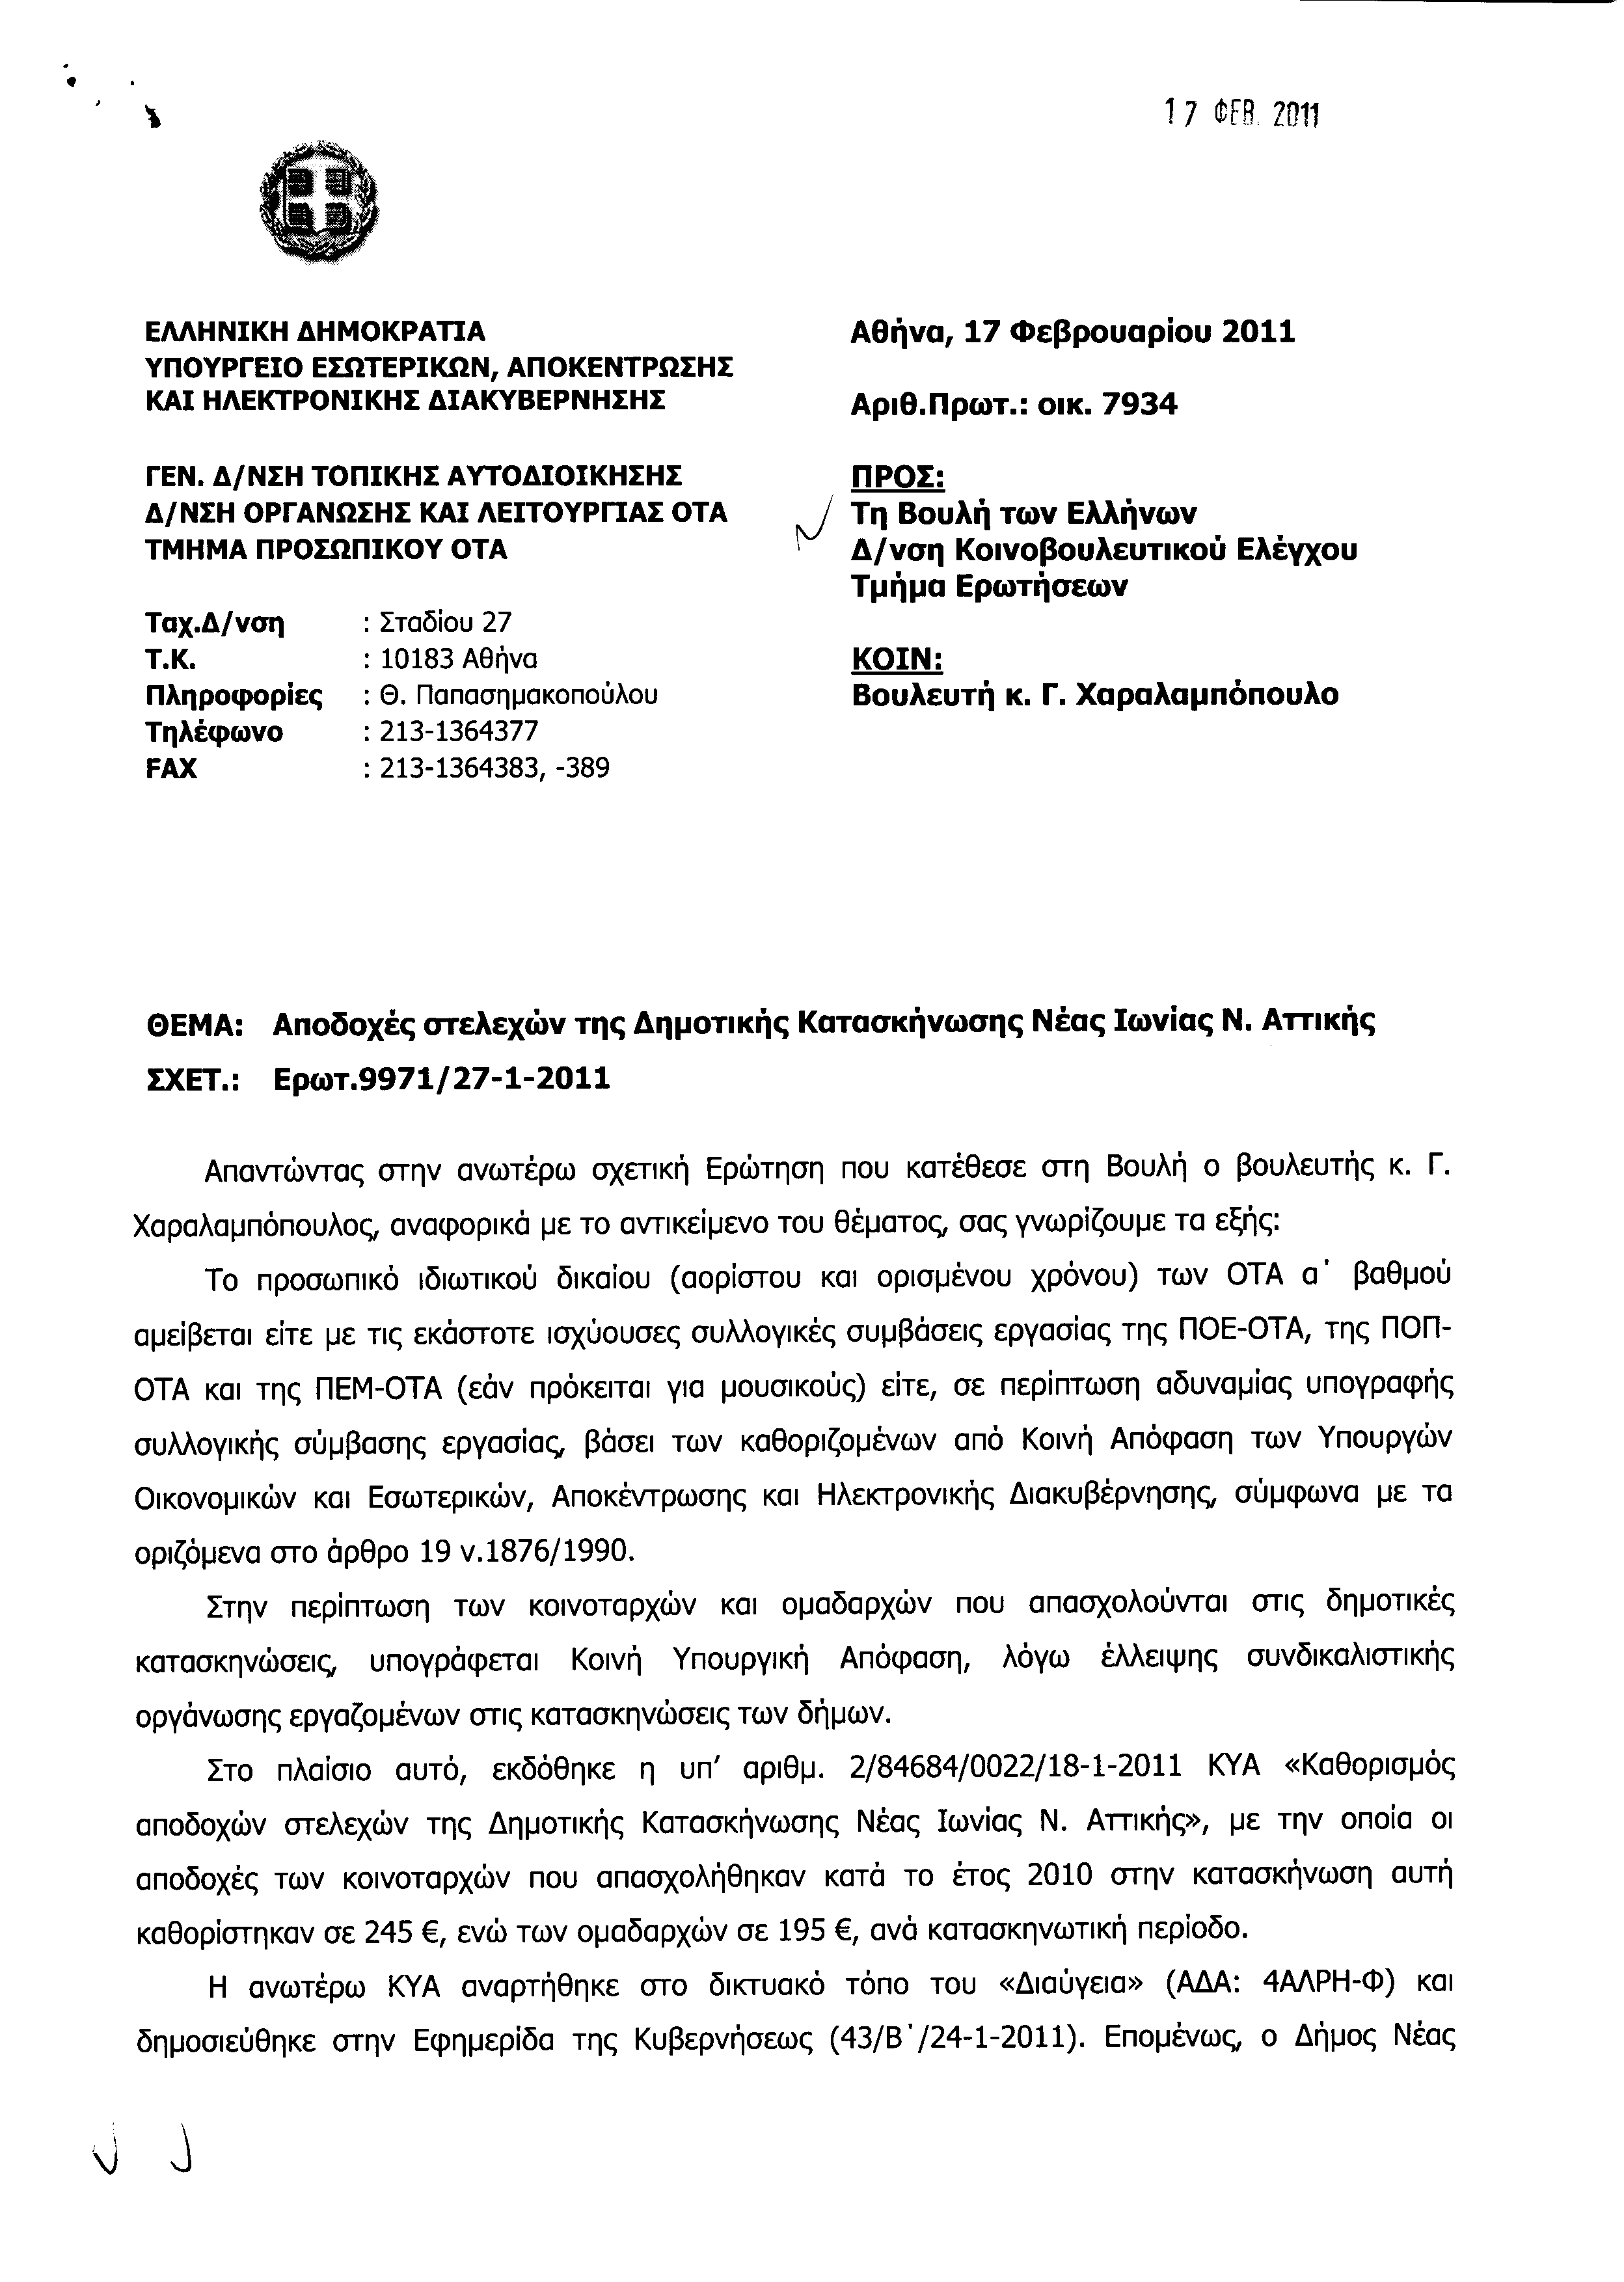 17 ΦΕΒ. 2011
ΕΛΛΗΝΙΚΗ ΔΗΜΟΚΡΑΤΙΑ
ΥΠΟΥΡΓΕΙΟ ΕΣΩΤΕΡΙΚΩΝ, ΑΠΟΚΕΝΤΡΩΣΗΣ
ΚΑΙ ΗΛΕΚΤΡΟΝΙΚΗΣ ΔΙΑΚΥΒΕΡΝΗΣΗΣ
ΓΕΝ. Δ/ΝΣΗ ΤΟΠΙΚΗΣ ΑΥΤΟΔΙΟΙΚΗΣΗΣ
Δ/ΝΣΗ ΟΡΓΑΝΩΣΗΣ ΚΑΙ ΛΕΙΤΟΥΡΓΙΑΣ ΟΤΑ
ΤΜΗΜΑ ΠΡΟΣΩΠΙΚΟΥ ΟΤΑ
Ταχ.Δ/νση : Σταδίου 27
Τ.Κ. : 10183 Αθήνα
Πληροφορίες : Θ. Παπασημακοπούλου
Τηλέφωνο : 213-1364377
FAX : 213-1364383, -389
Αθήνα, 17 Φεβρουαρίου 2011
Αριθ.Πρωτ.: οικ. 7934
ΠΡΟΣ:
Τη Βουλή των Ελλήνων
Δ/νση Κοινοβουλευτικού Ελέγχου
Τμήμα Ερωτήσεων
ΚΟΙΝ:
Βουλευτή κ. Γ. Χαραλαμπόπουλο
ΘΕΜΑ: Αποδοχές στελεχών της Δημοτικής Κατασκήνωσης Νέας Ιωνίας Ν. Αττικής
ΣΧΕΤ.: Ερωτ.9971/27-1-2011
Απαντώντας στην ανωτέρω σχετική Ερώτηση που κατέθεσε στη Βουλή ο βουλευτής κ. Γ.
Χαραλαμπόπουλος, αναφορικά με το αντικείμενο του θέματος, σας γνωρίζουμε τα εξής:
Το προσωπικό ιδιωτικού δικαίου (αορίστου και ορισμένου χρόνου) των ΟΤΑ α΄ βαθμού
αμείβεται είτε με τις εκάστοτε ισχύουσες συλλογικές συμβάσεις εργασίας της ΠΟΕ-ΟΤΑ, της ΠΟΠ-
ΟΤΑ και της ΠΕΜ-ΟΤΑ (εάν πρόκειται για μουσικούς) είτε, σε περίπτωση αδυναμίας υπογραφής
συλλογικής σύμβασης εργασίας, βάσει των καθοριζομένων από Κοινή Απόφαση των Υπουργών
Οικονομικών και Εσωτερικών, Αποκέντρωσης και Ηλεκτρονικής Διακυβέρνησης, σύμφωνα με τα
οριζόμενα στο άρθρο 19 ν.1876/1990.
Στην περίπτωση των κοινοταρχών και ομαδαρχών που απασχολούνται στις δημοτικές
κατασκηνώσεις, υπογράφεται Κοινή Υπουργική Απόφαση, λόγω έλλειψης συνδικαλιστικής
οργάνωσης εργαζομένων στις κατασκηνώσεις των δήμων.
Στο πλαίσιο αυτό, εκδόθηκε η υπ' αριθμ. 2/84684/0022/18-1-2011 ΚΥΑ «Καθορισμός
αποδοχών στελεχών της Δημοτικής Κατασκήνωσης Νέας Ιωνίας Ν. Αττικής», με την οποία οι
αποδοχές των κοινοταρχών που απασχολήθηκαν κατά το έτος 2010 στην κατασκήνωση αυτή
καθορίστηκαν σε 245 €, ενώ των ομαδαρχών σε 195 €, ανά κατασκηνωτική περίοδο.
Η ανωτέρω ΚΥΑ αναρτήθηκε στο δικτυακό τόπο του «Διαύγεια» (ΑΔΑ: 4ΑΛΡΗ-Φ) και
δημοσιεύθηκε στην Εφημερίδα της Κυβερνήσεως (43/Β΄/24-1-2011). Επομένως, ο Δήμος Νέας